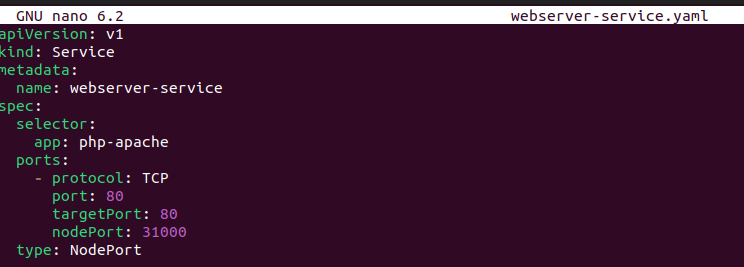 GNU nano 6.2 webserver-service.yaml
apiVersion: v1
kind: Service
metadata:
  name: webserver-service
spec:
  selector:
    app: php-apache
  ports:
    - protocol: TCP
      port: 80
      targetPort: 80
      nodePort: 31000
  type: NodePort